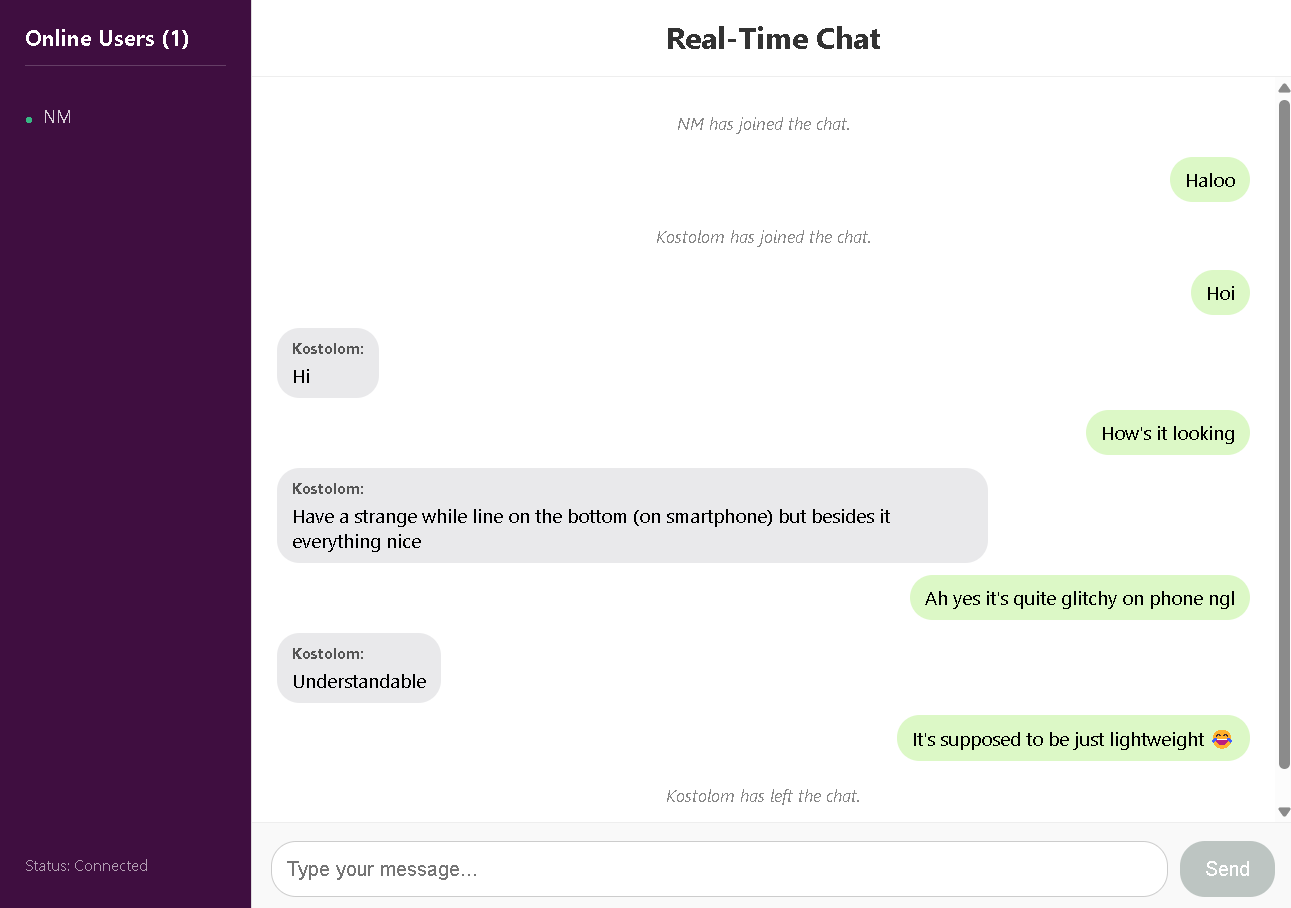 Online Users (1)
NM
Status: Connected
Real-Time Chat
NM has joined the chat.
Haloo
Kostolom has joined the chat.
Hoi
Kostolom:
Hi
How's it looking
Kostolom:
Have a strange while line on the bottom (on smartphone) but besides it
everything nice
Ah yes it's quite glitchy on phone ngl
Kostolom:
Understandable
It's supposed to be just lightweight 😂
Kostolom has left the chat.
Type your message...
Send